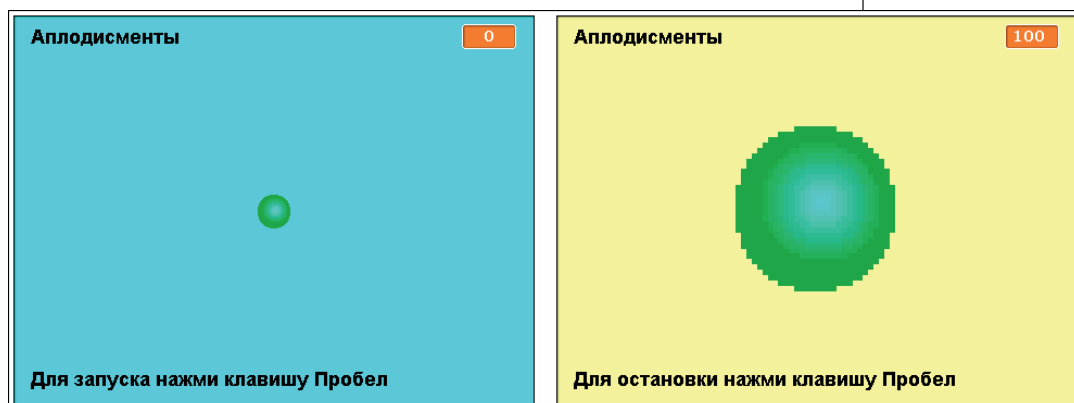 Аплодисменты 0
Для запуска нажми клавишу Пробел
Аплодисменты 100
Для остановки нажми клавишу Пробел